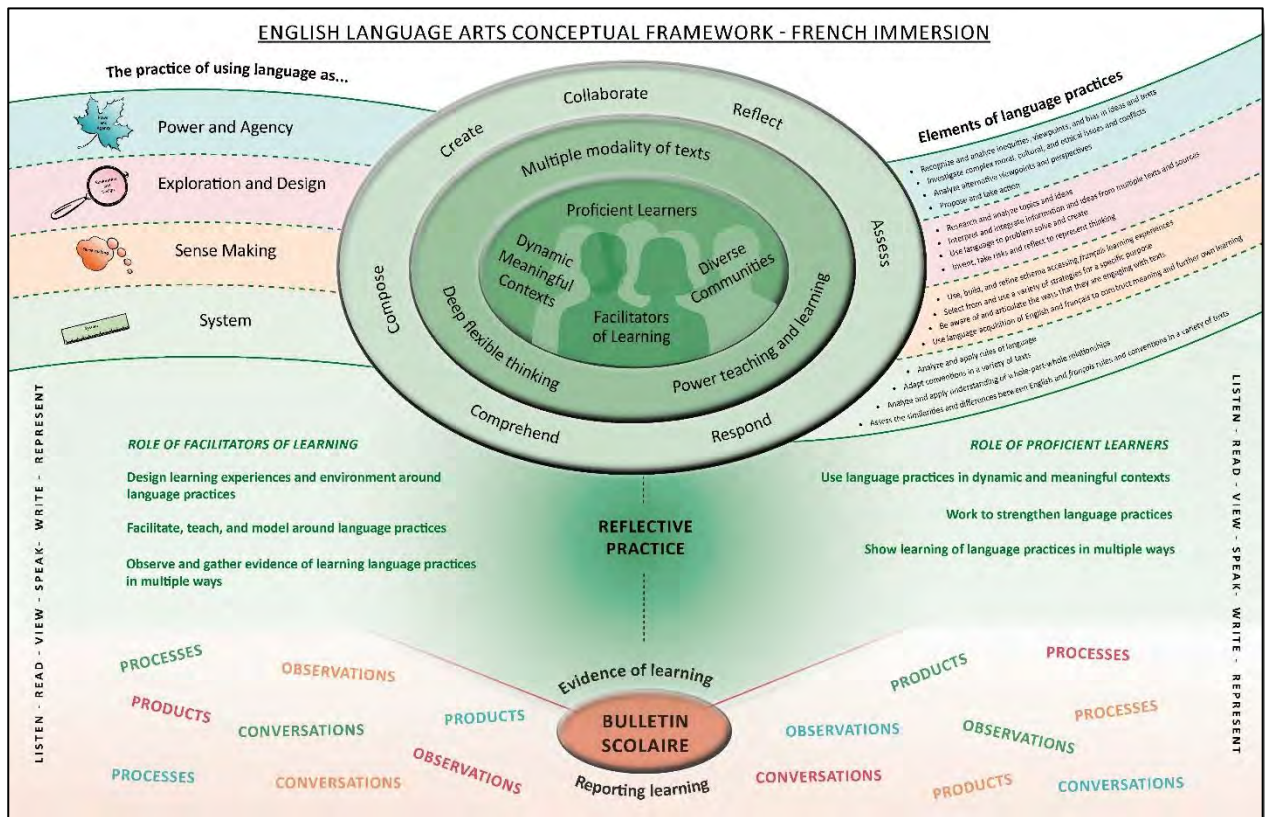 ENGLISH LANGUAGE ARTS CONCEPTUAL FRAMEWORK - FRENCH IMMERSION
The practice of using language as...
Power and Agency
Exploration and Design
Sense Making
System
Collaborate
Reflect
Create
Assess
Compose
Comprehend
Respond
Multiple modality of texts
Deep flexible thinking
Power teaching and learning
Proficient Learners
Dynamic
Meaningful
Contexts
Diverse
Communities
Facilitators
of Learning
Elements of language practices
• Recognize and analyze inequities, viewpoints, and bias in ideas and texts
• Investigate complex moral, cultural, and ethical issues and conflicts
• Analyze alternative viewpoints and perspectives
• Propose and take action
• Research and analyze topics and ideas
• Interpret and integrate information and ideas from multiple texts and sources
• Use language to problem solve and create
• Invent, take risks and reflect to represent thinking
• Use, build, and refine schema accessing français learning experiences
• Select from and use a variety of strategies for a specific purpose
• Be aware of and articulate the ways that they are engaging with texts
• Use language acquisition of English and français to construct meaning and further own learning
• Analyze and apply rules of language
• Adapt conventions in a variety of texts
• Analyze and apply understanding of whole-part-whole relationships
• Assess the similarities and differences between English and français rules and conventions in a variety of texts
LISTEN - READ - VIEW - SPEAK- WRITE - REPRESENT
ROLE OF FACILITATORS OF LEARNING
Design learning experiences and environment around
language practices
Facilitate, teach, and model around language practices
Observe and gather evidence of learning language practices
in multiple ways
REFLECTIVE
PRACTICE
ROLE OF PROFICIENT LEARNERS
Use language practices in dynamic and meaningful contexts
Work to strengthen language practices
Show learning of language practices in multiple ways
LISTEN - READ - VIEW - SPEAK- WRITE - REPRESENT
PROCESSES
OBSERVATIONS
PRODUCTS
CONVERSATIONS
PRODUCTS
PROCESSES
CONVERSATIONS
OBSERVATIONS
Evidence of learning
BULLETIN
SCOLAIRE
Reporting learning
PRODUCTS
PROCESSES
OBSERVATIONS
OBSERVATIONS
PROCESSES
CONVERSATIONS
PRODUCTS
CONVERSATIONS